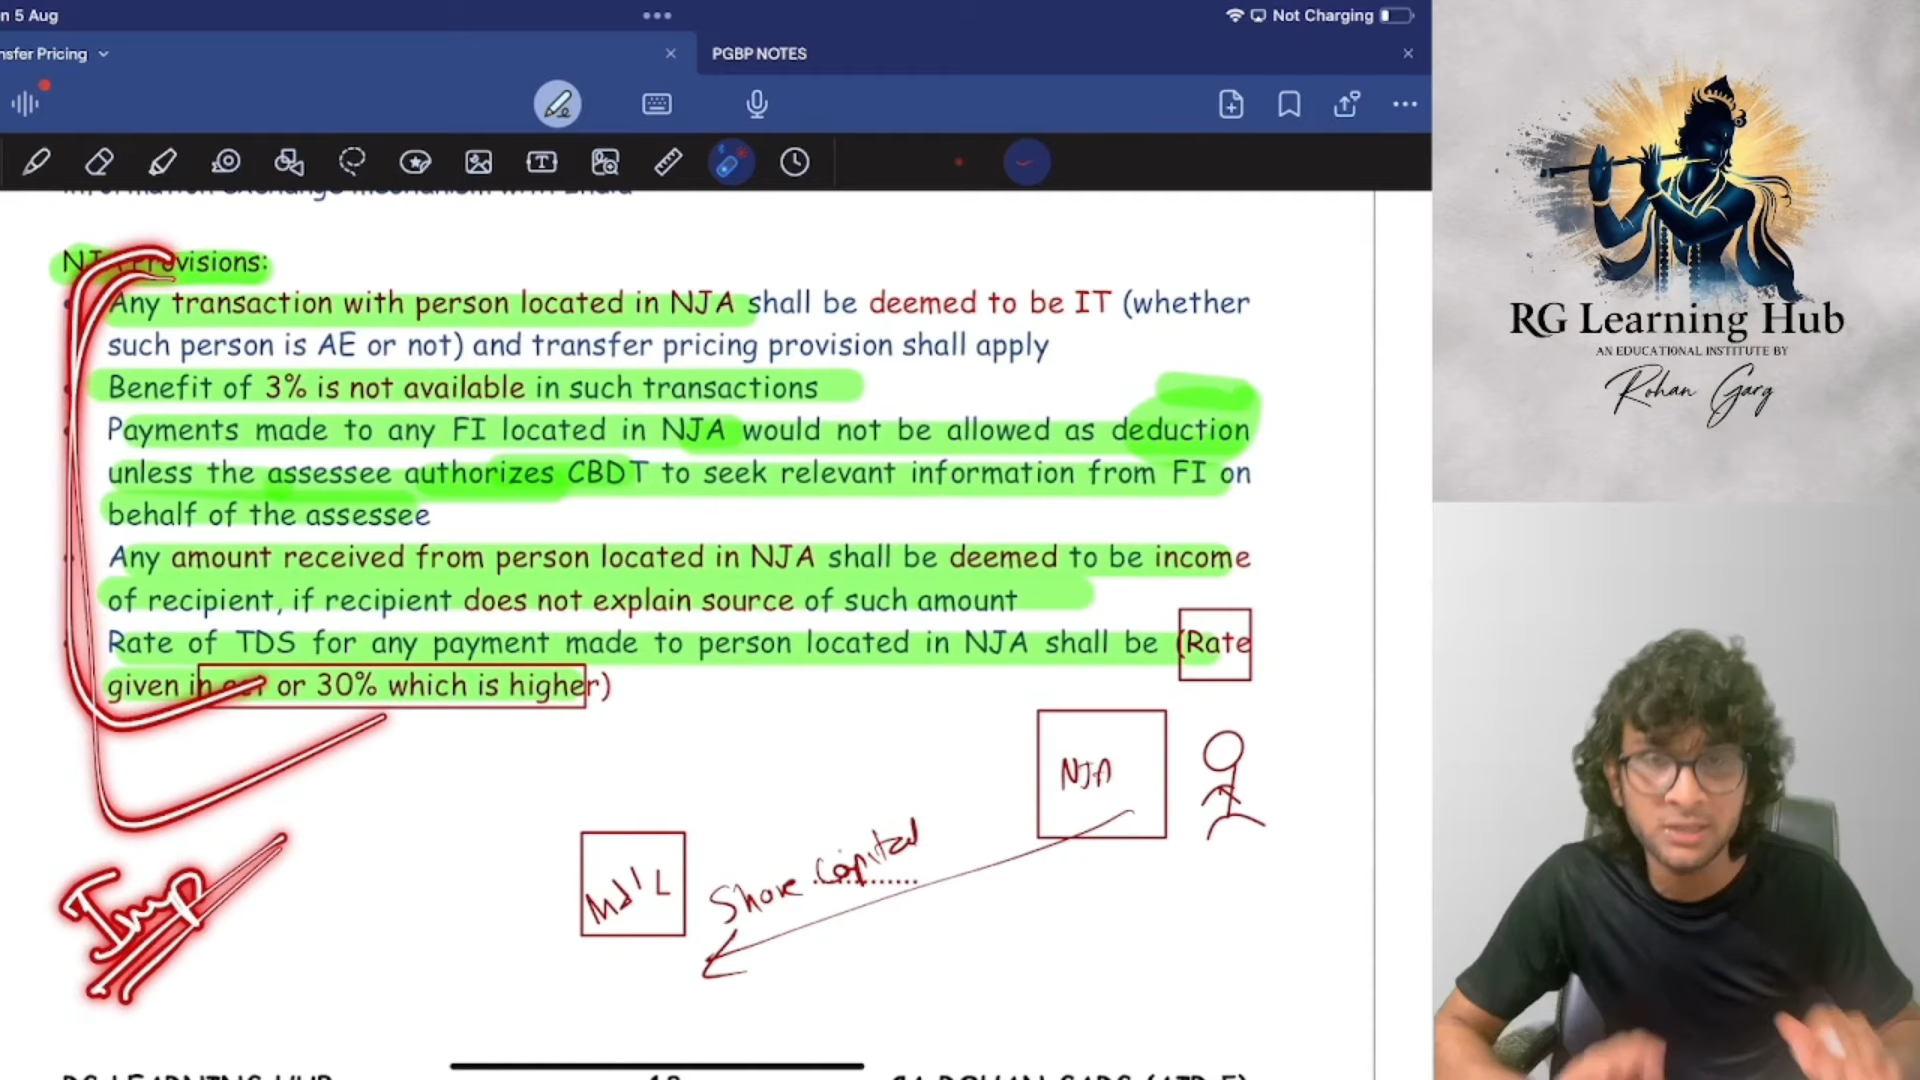 n 5 Aug
Not Charging
nsfer Pricing
PGBP NOTES
Provisions:
Any transaction with person located in NJA shall be deemed to be IT (whether
such person is AE or not) and transfer pricing provision shall apply
Benefit of 3% is not available in such transactions
Payments made to any FI located in NJA would not be allowed as deduction
unless the assessee authorizes CBDT to seek relevant information from FI on
behalf of the assessee
Any amount received from person located in NJA shall be deemed to be income
of recipient, if recipient does not explain source of such amount
Rate of TDS for any payment made to person located in NJA shall be (Rate
given in act or 30% which is higher)
NJA
Share Capital
Imp
RG Learning Hub
AN EDUCATIONAL INSTITUTE BY
Rohan Garg